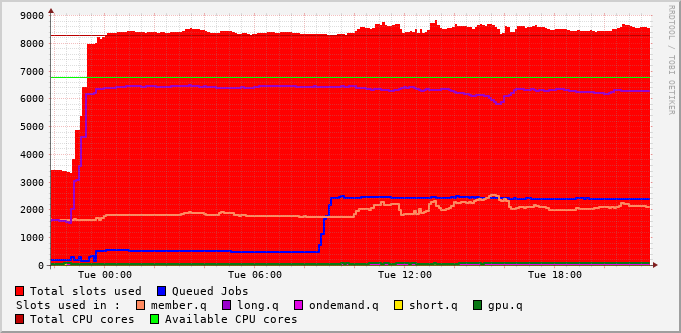 9000
8000
7000
6000
5000
4000
3000
2000
1000
0
Tue 00:00 Tue 06:00 Tue 12:00 Tue 18:00
RRDTOOL / TOBI OETIKER
Total slots used Queued Jobs
Slots used in : member.q long.q ondemand.q short.q gpu.q
Total CPU cores Available CPU cores